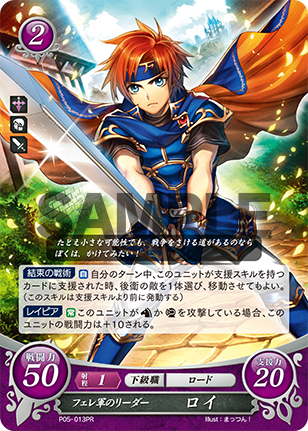 2
SAMPLE
たとえ小さな可能性でも、戦争をさける道があるのなら
ぼくは、かけてみたい!
結束の戦術 自 自分のターン中、このユニットが支援スキルを持つ
カードに支援された時、後衛の敵を1体選び、移動させてもよい。
(このスキルは支援スキルより前に発動する)
レイピア 常 このユニットが か を攻撃している場合、この
ユニットの戦闘力は+10される。
戦闘力
50
射程 1 下級職 ロード
支援力
20
フェレ軍のリーダー ロイ
P05-013PR Illust:まっつん!